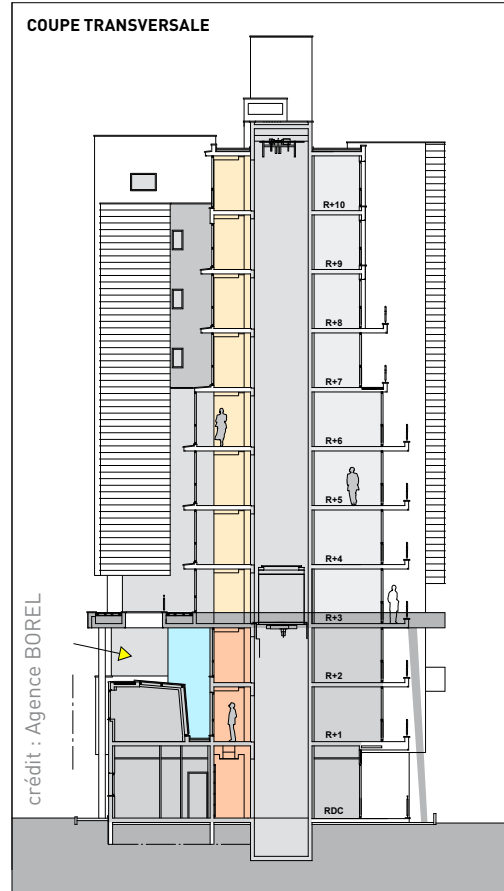 COUPE TRANSVERSALE
R+10
R+9
R+8
R+7
R+6
R+5
R+4
R+3
R+2
R+1
RDC
crédit : Agence BOREL